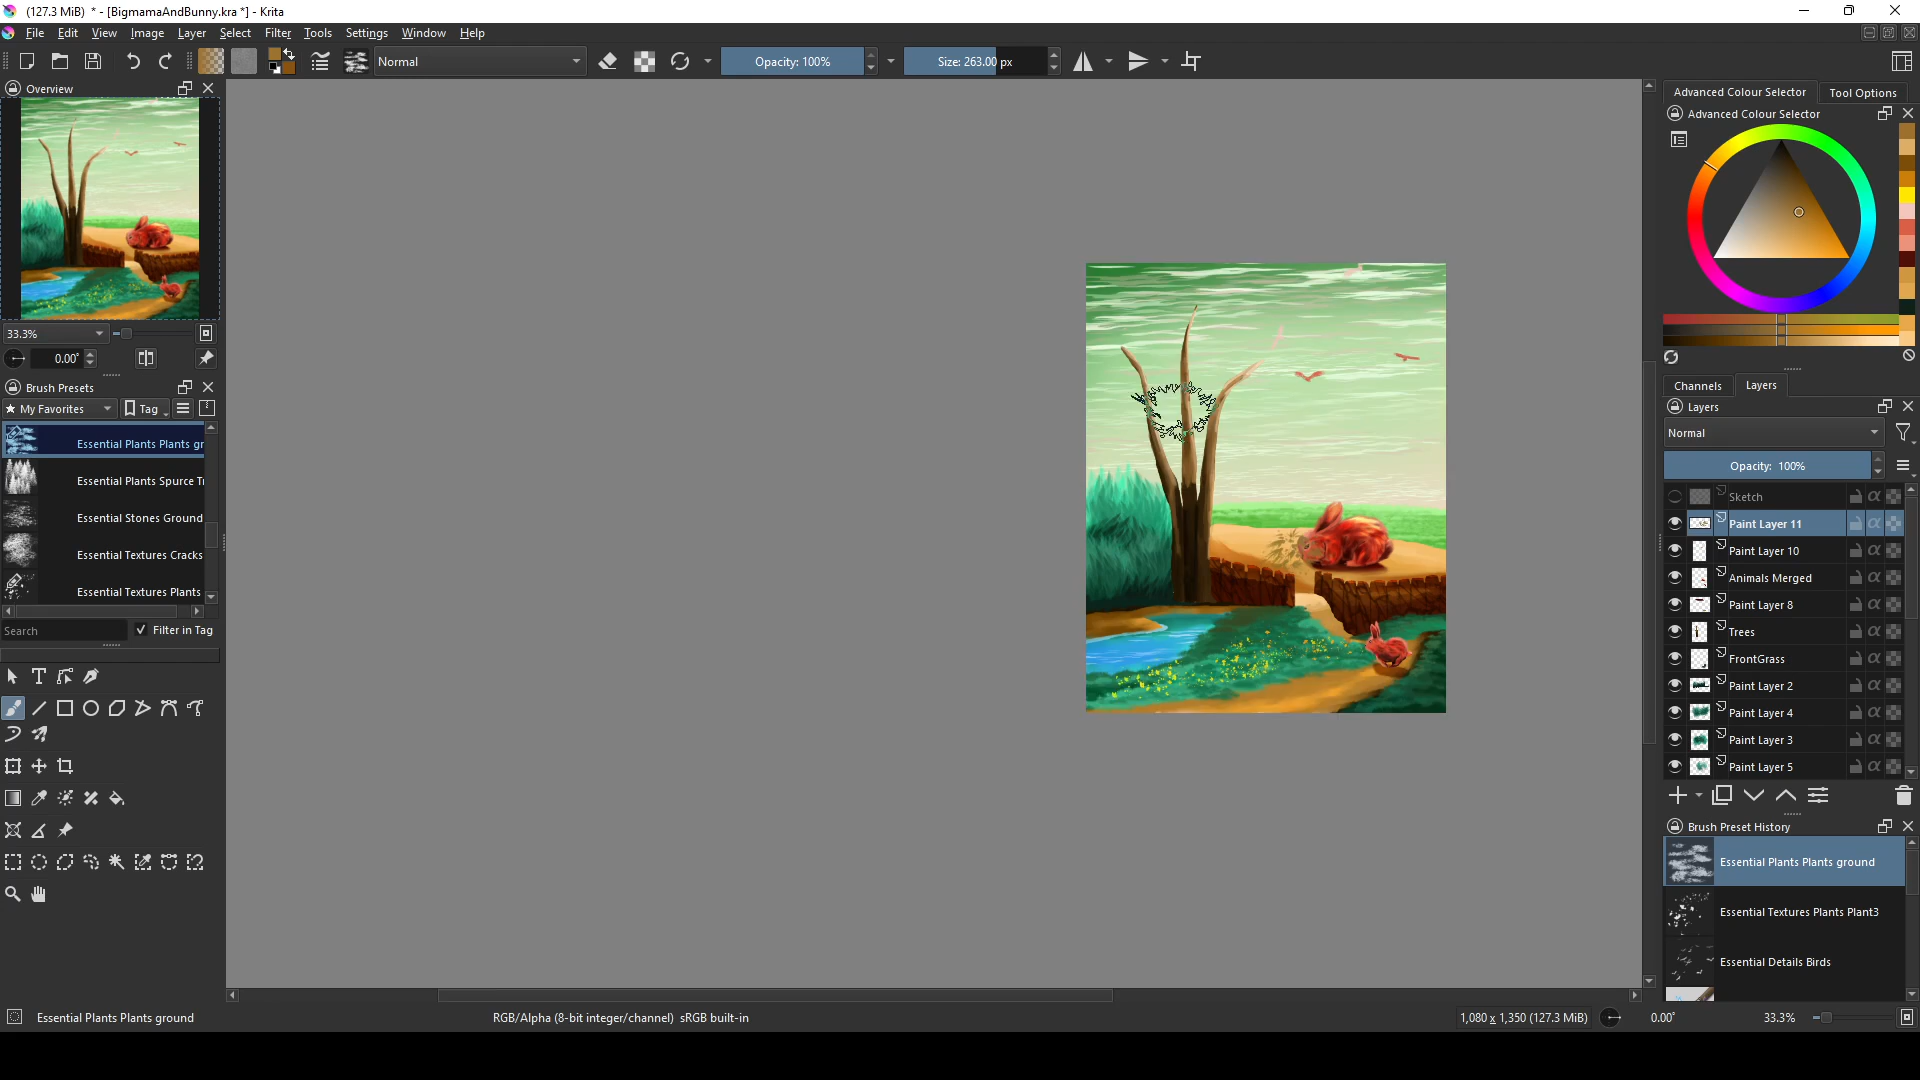 (127.3 MiB) * - [BigmamaAndBunny.kra *] - Krita
File Edit View Image Layer Select Filter Tools Settings Window Help
Normal Opacity: 100% Size: 263.00 px
Overview
33.3%
0.00°
Brush Presets
My Favorites Tag
Essential Plants Plants gr
Essential Plants Spurce Tr
Essential Stones Ground
Essential Textures Cracks
Essential Textures Plants
Search Filter in Tag
Advanced Colour Selector Tool Options
Advanced Colour Selector
Channels Layers
Layers
Normal
Opacity: 100%
Sketch
Paint Layer 11
Paint Layer 10
Animals Merged
Paint Layer 8
Trees
FrontGrass
Paint Layer 2
Paint Layer 4
Paint Layer 3
Paint Layer 5
Brush Preset History
Essential Plants Plants ground
Essential Textures Plants Plant3
Essential Details Birds
Essential Plants Plants ground RGB/Alpha (8-bit integer/channel) sRGB built-in 1,080 x 1,350 (127.3 MiB) 0.00° 33.3%